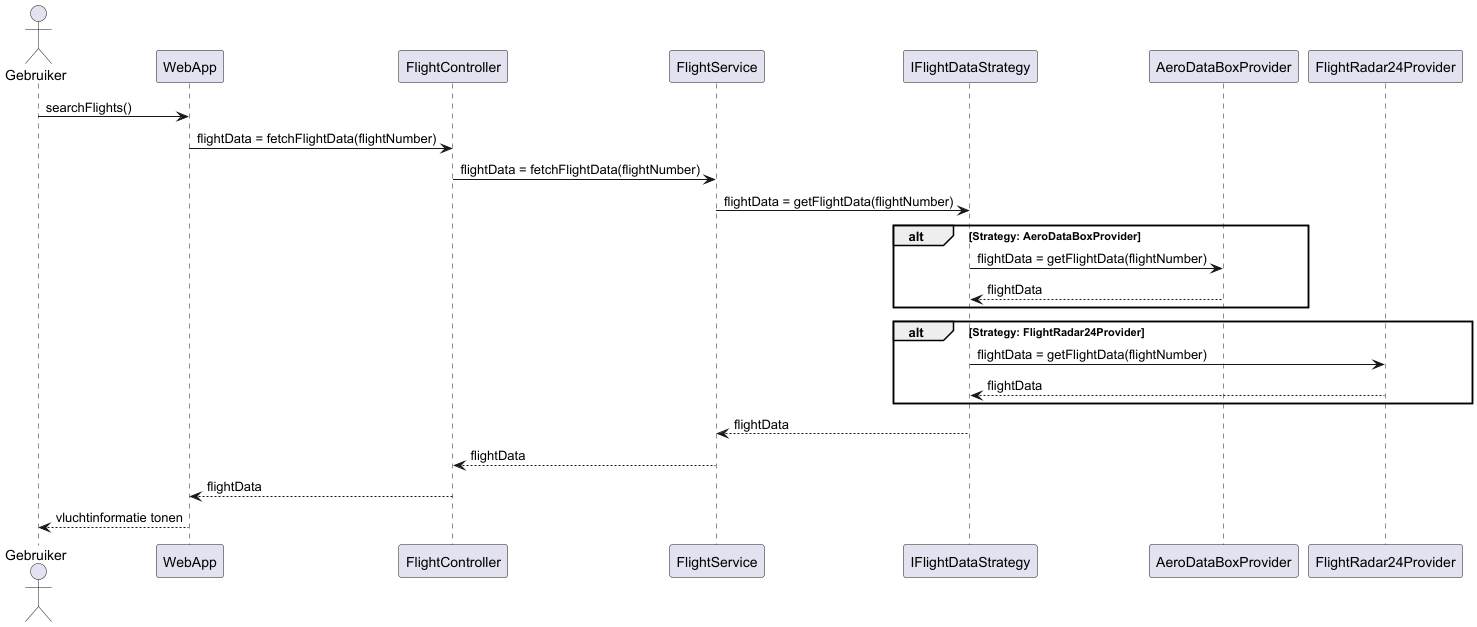 Gebruiker
WebApp
FlightController
FlightService
IFlightDataStrategy
AeroDataBoxProvider
FlightRadar24Provider
searchFlights()
flightData = fetchFlightData(flightNumber)
flightData = fetchFlightData(flightNumber)
flightData = getFlightData(flightNumber)
alt
[Strategy: AeroDataBoxProvider]
flightData = getFlightData(flightNumber)
flightData
alt
[Strategy: FlightRadar24Provider]
flightData = getFlightData(flightNumber)
flightData
flightData
flightData
flightData
vluchtinformatie tonen
Gebruiker
WebApp
FlightController
FlightService
IFlightDataStrategy
AeroDataBoxProvider
FlightRadar24Provider